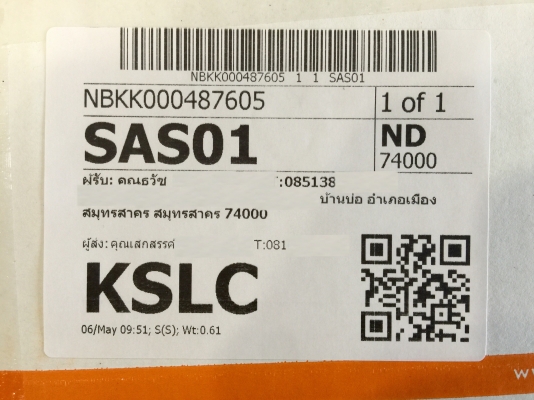 NBKK000487605 1 1 SAS01
NBKK000487605
1 of 1
SAS01
ND
74000
ผู้รับ: คุณธวัช :085138
บ้านบ่อ อำเภอเมือง
สมุทรสาคร สมุทรสาคร 74000
ผู้ส่ง: คุณเสกสรรค์ T:081
KSLC
06/May 09:51; S(S); Wt:0.61